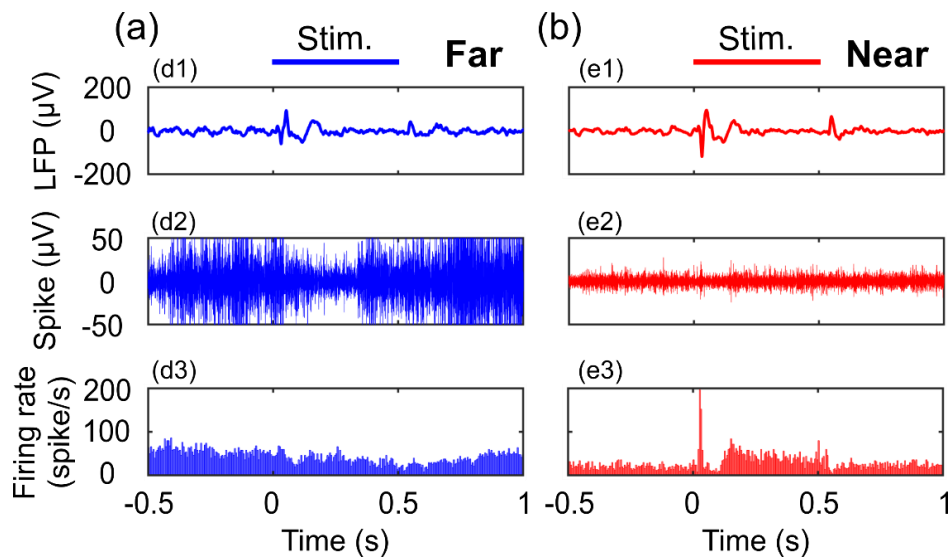 (a) Stim. Far (b) Stim. Near
(d1) (e1)
LFP (µV)
200
0
-200
(d2) (e2)
Spike (µV)
50
0
-50
(d3) (e3)
Firing rate
(spike/s)
200
100
0
-0.5 0 0.5 1 -0.5 0 0.5 1
Time (s) Time (s)